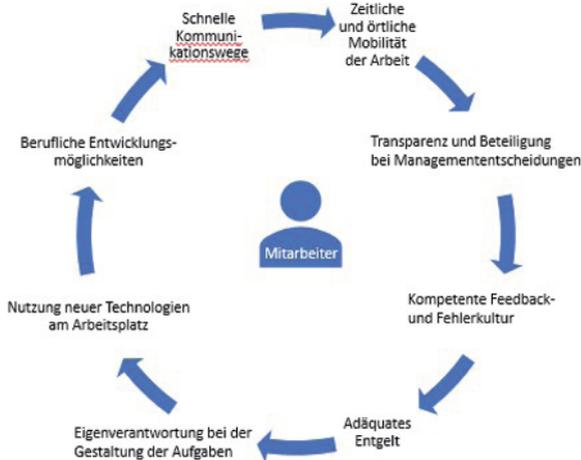 Schnelle
Kommuni-
kationswege
Zeitliche
und örtliche
Mobilität
der Arbeit
Transparenz und Beteiligung
bei Managemententscheidungen
Kompetente Feedback-
und Fehlerkultur
Adäquates
Entgelt
Eigenverantwortung bei der
Gestaltung der Aufgaben
Nutzung neuer Technologien
am Arbeitsplatz
Berufliche Entwicklungs-
möglichkeiten
Mitarbeiter